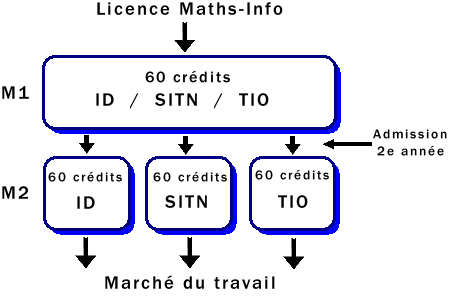 Licence Maths-Info
M1
60 crédits
ID / SITN / TIO
Admission
2e année
M2
60 crédits
ID
60 crédits
SITN
60 crédits
TIO
Marché du travail